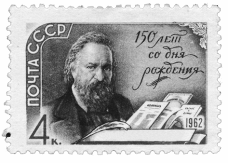 ПОЧТА СССР
150 лет
со дня
рождения
4 к.
1962